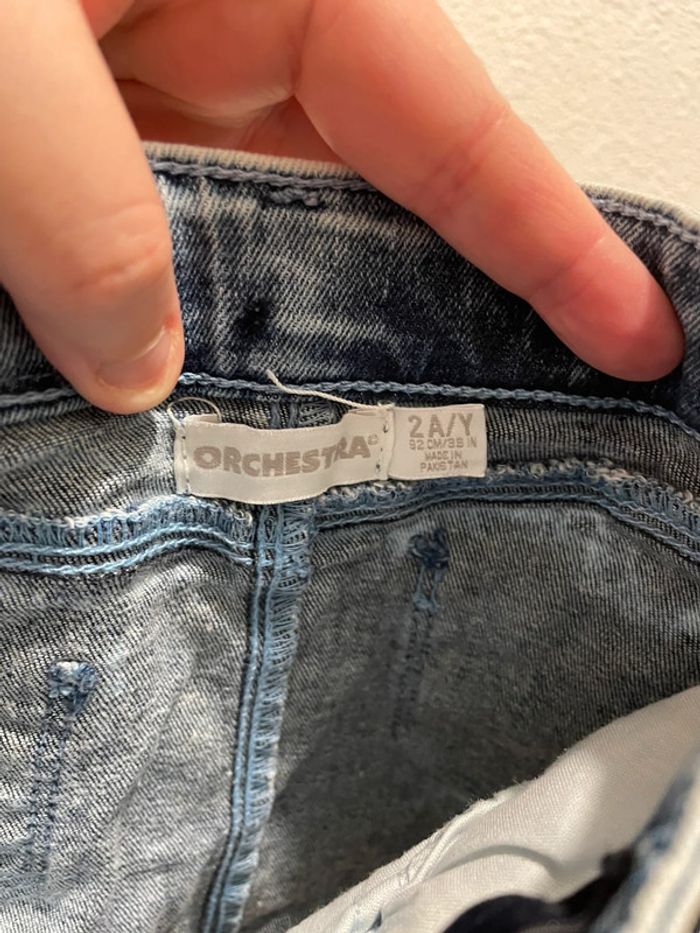 ORCHESTRA®
2 A/Y
92 CM/36 IN
MADE IN
PAKISTAN